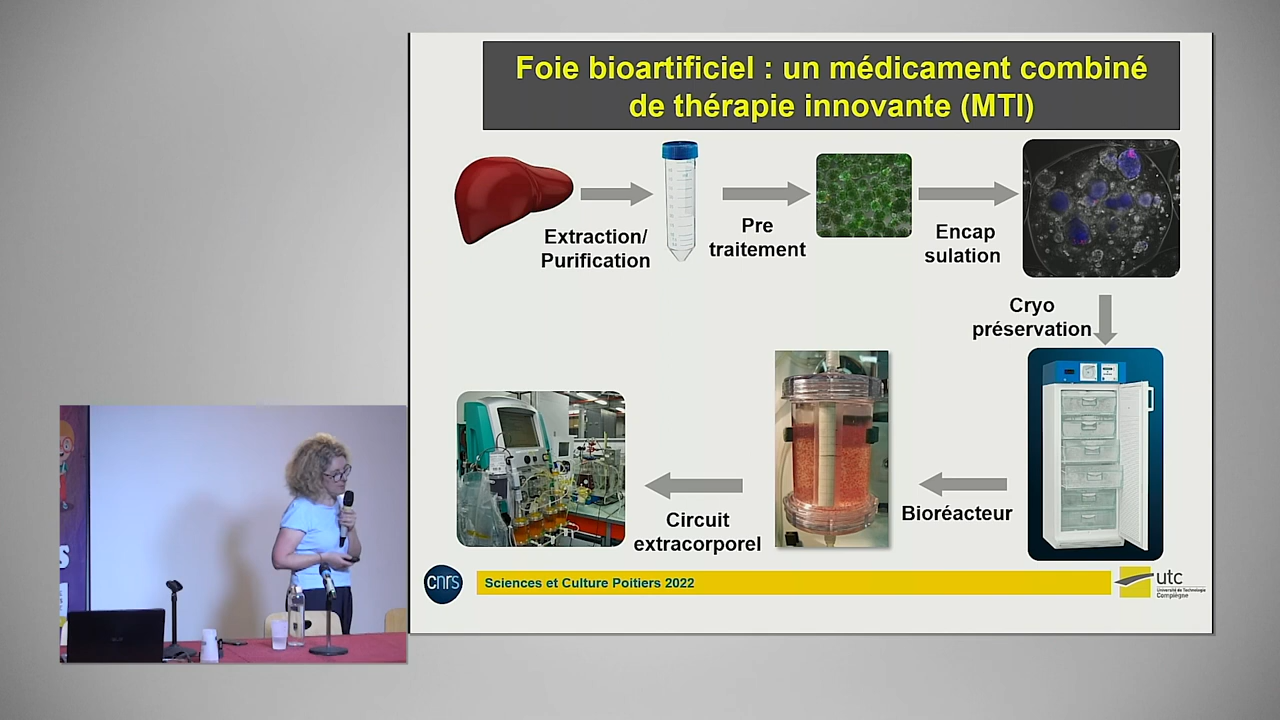 Foie bioartificiel : un médicament combiné
de thérapie innovante (MTI)
Extraction/
Purification
Pre
traitement
Encap
sulation
Cryo
préservation
Bioréacteur
Circuit
extracorporel
cnrs
Sciences et Culture Poitiers 2022
utc
Université de Technologie
Compiègne